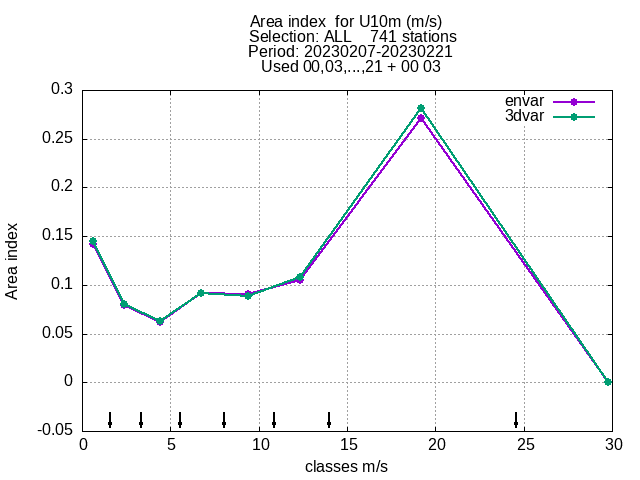 Area index  for U10m (m/s)
Selection: ALL    741 stations
Period: 20230207-20230221
Used 00,03,...,21 + 00 03
envar
3dvar
0.3
0.25
0.2
0.15
0.1
0.05
0
-0.05
Area index
0 5 10 15 20 25 30
classes m/s